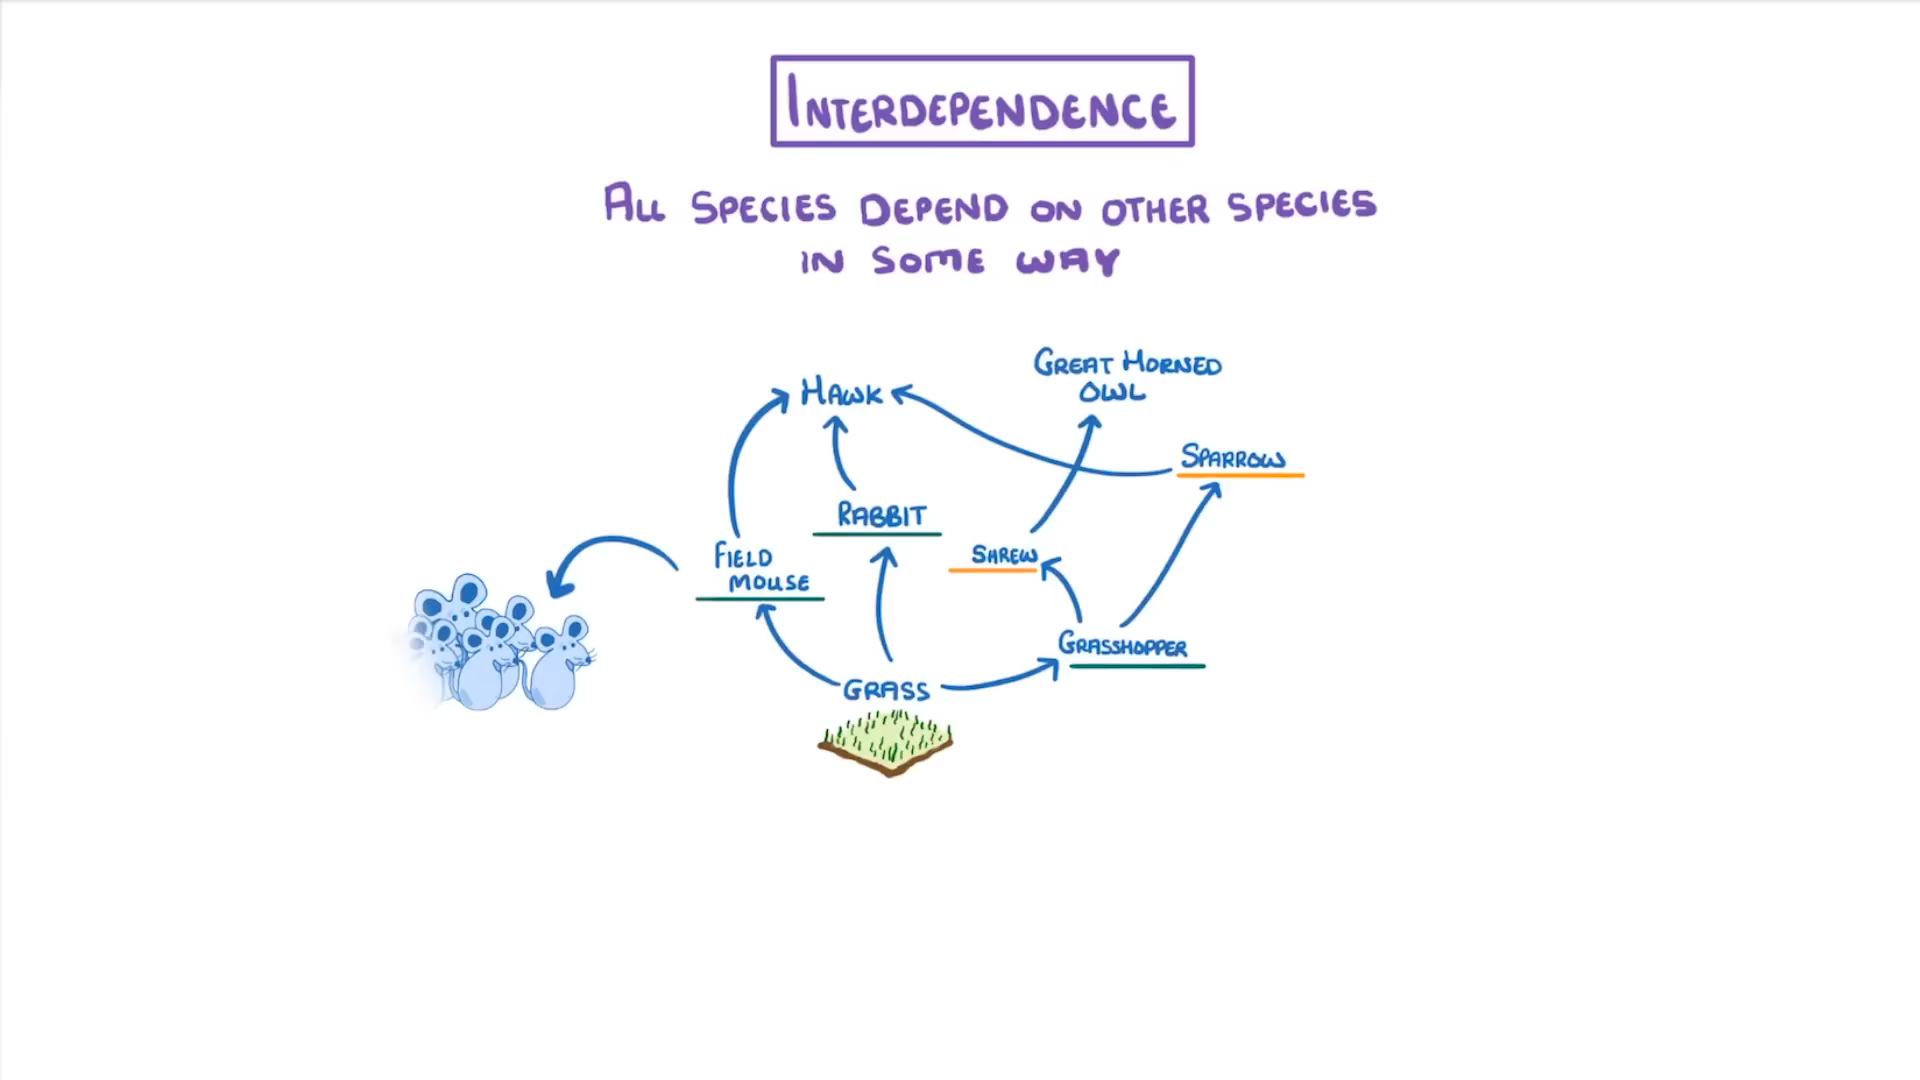 INTERDEPENDENCE
ALL SPECIES DEPEND ON OTHER SPECIES
IN SOME WAY
GREAT HORNED
OWL
HAWK
SPARROW
RABBIT
FIELD
MOUSE
SHREW
GRASSHOPPER
GRASS